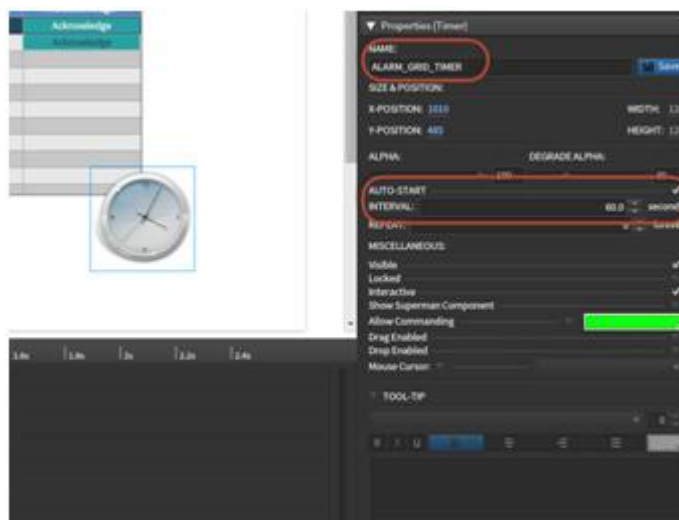 Acknowledge
Acknowledge
▼ Properties (Timer)
NAME:
ALARM_GRID_TIMER
Save
SIZE & POSITION:
X-POSITION: 1010
WIDTH:
Y-POSITION: 485
HEIGHT:
ALPHA:
DEGRADE ALPHA:
100
AUTO-START
INTERVAL:
60.0
second
REPEAT:
MISCELLANEOUS:
Visible
Locked
Interactive
Show Superman Component
Allow Commanding
Drag Enabled
Drop Enabled
Mouse Cursor:
1.8s
2s
2.2s
2.4s
TOOL-TIP
B I U